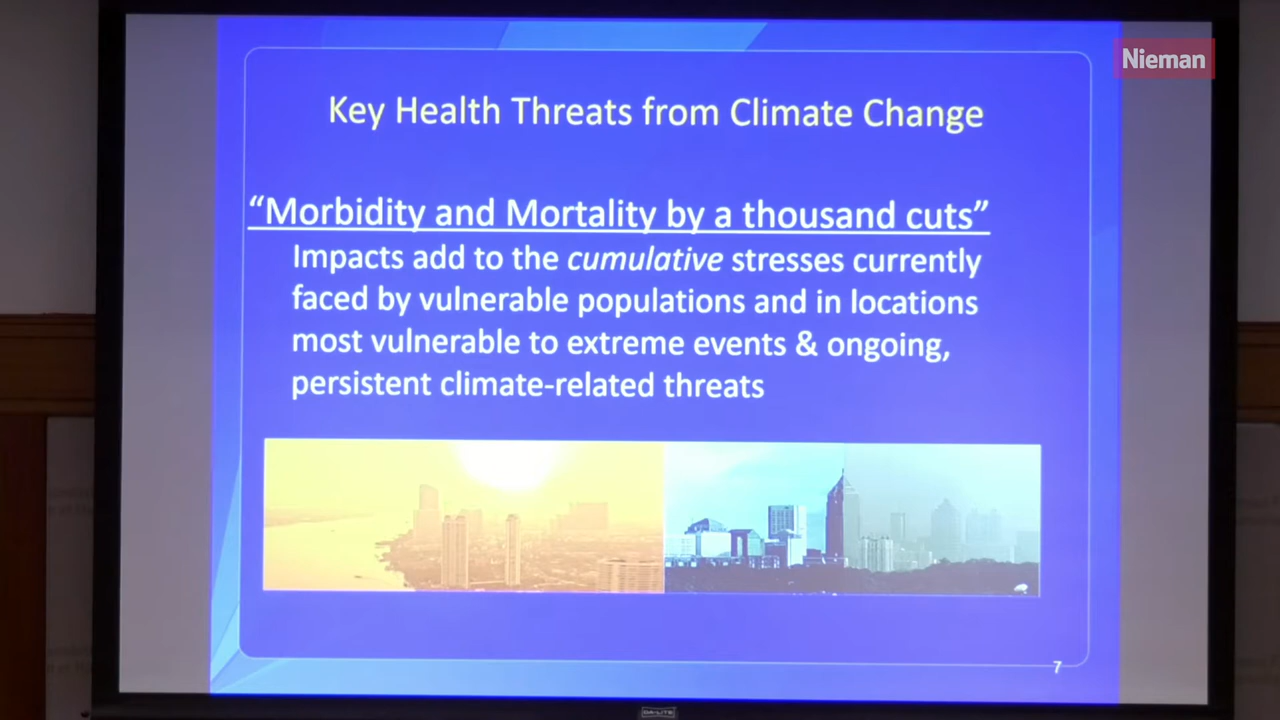 Nieman
Key Health Threats from Climate Change
“Morbidity and Mortality by a thousand cuts”
Impacts add to the cumulative stresses currently
faced by vulnerable populations and in locations
most vulnerable to extreme events & ongoing,
persistent climate-related threats
7
DA-LITE